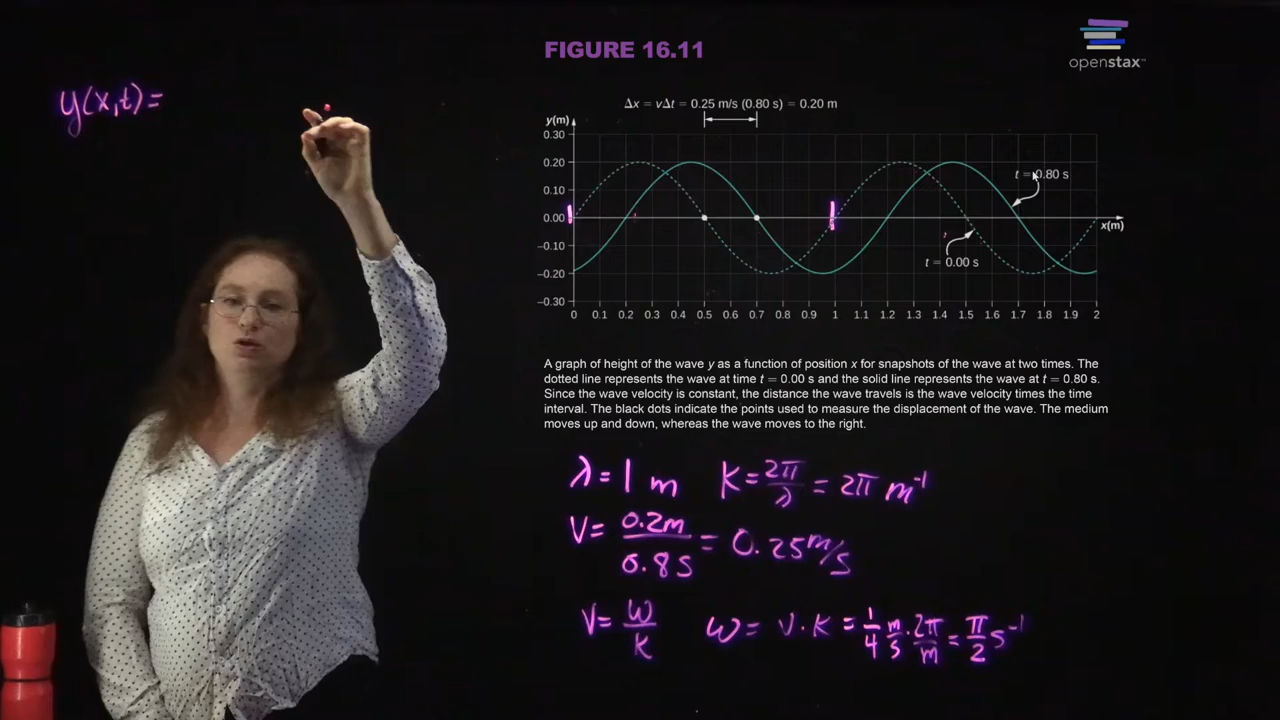 FIGURE 16.11
openstax™
y(x,t)=
Δx = vΔt = 0.25 m/s (0.80 s) = 0.20 m
y(m)
0.30
0.20
0.10
0.00
−0.10
−0.20
−0.30
t = 0.80 s
t = 0.00 s
x(m)
0 0.1 0.2 0.3 0.4 0.5 0.6 0.7 0.8 0.9 1 1.1 1.2 1.3 1.4 1.5 1.6 1.7 1.8 1.9 2
A graph of height of the wave y as a function of position x for snapshots of the wave at two times. The
dotted line represents the wave at time t = 0.00 s and the solid line represents the wave at t = 0.80 s.
Since the wave velocity is constant, the distance the wave travels is the wave velocity times the time
interval. The black dots indicate the points used to measure the displacement of the wave. The medium
moves up and down, whereas the wave moves to the right.
λ = 1 m K = 2π/λ = 2π m⁻¹
V = 0.2m/0.8s = 0.25 m/s
V = ω/K ω = V·K = 1/4 m/s · 2π/m = π/2 s⁻¹